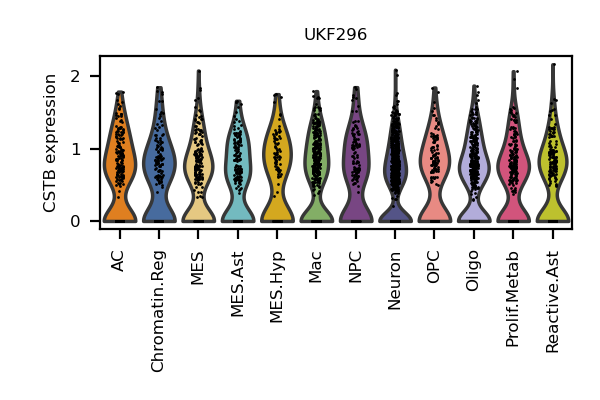 UKF296
CSTB expression
2
1
0
AC
Chromatin.Reg
MES
MES.Ast
MES.Hyp
Mac
NPC
Neuron
OPC
Oligo
Prolif.Metab
Reactive.Ast